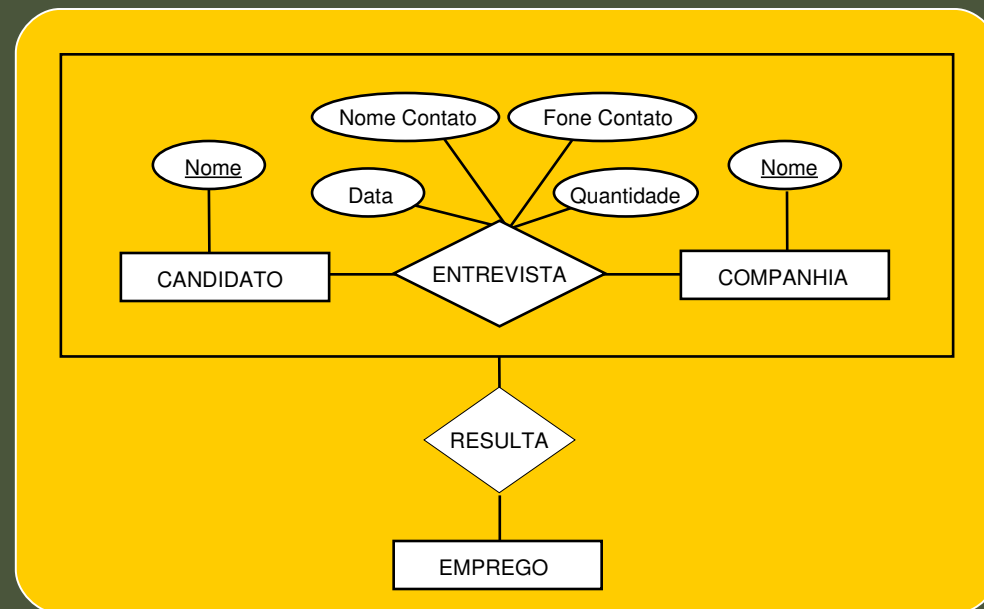 Nome Contato
Fone Contato
Nome
Nome
Data
Quantidade
CANDIDATO
ENTREVISTA
COMPANHIA
RESULTA
EMPREGO